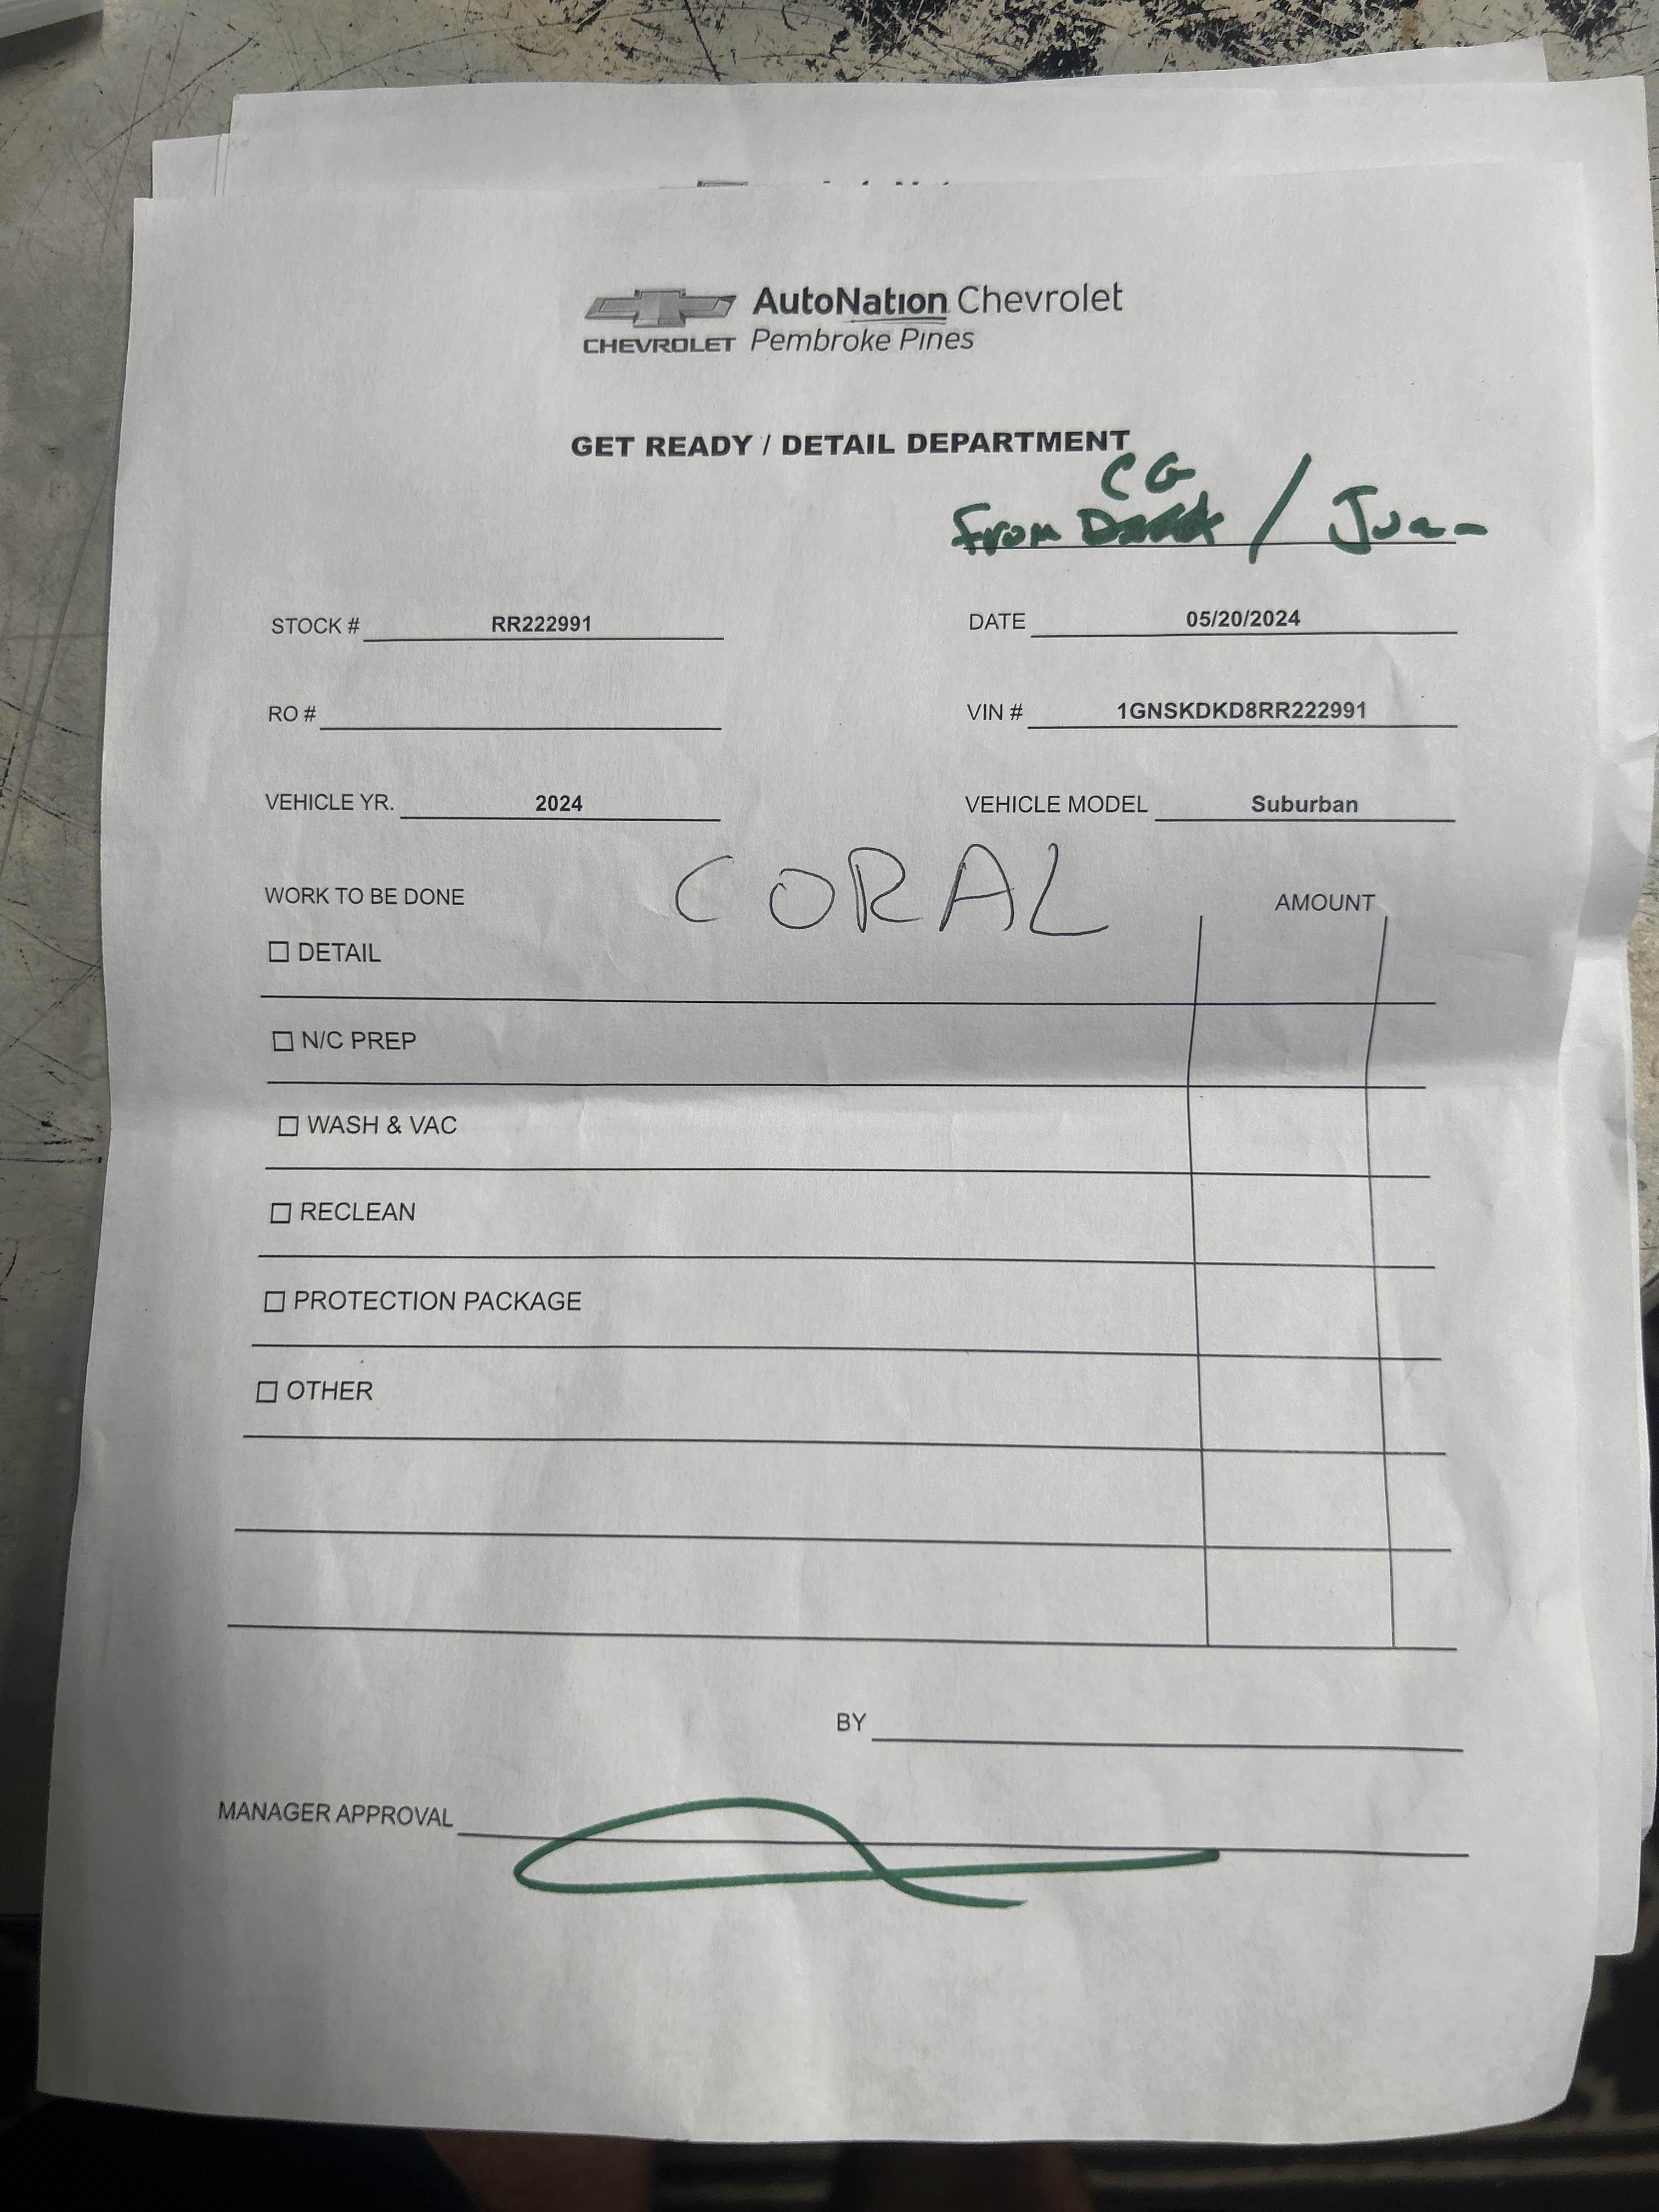 AutoNation Chevrolet
CHEVROLET Pembroke Pines
GET READY / DETAIL DEPARTMENT
CG
From / Juan
STOCK # RR222991 DATE 05/20/2024
RO # VIN # 1GNSKDKD8RR222991
VEHICLE YR. 2024 VEHICLE MODEL Suburban
CORAL
WORK TO BE DONE AMOUNT
DETAIL
N/C PREP
WASH & VAC
RECLEAN
PROTECTION PACKAGE
OTHER
BY
MANAGER APPROVAL